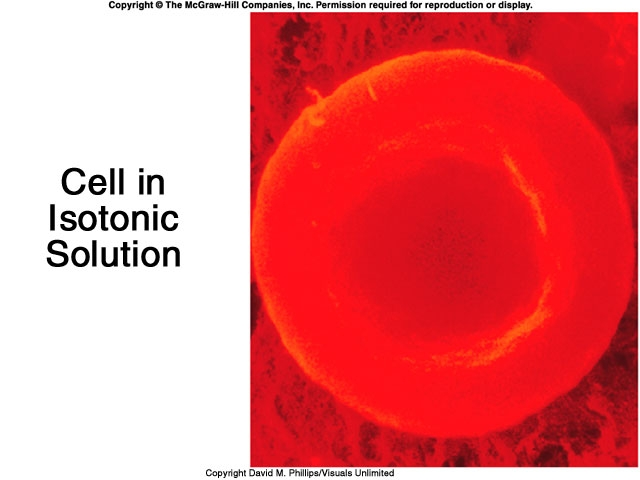 Copyright © The McGraw-Hill Companies, Inc. Permission required for reproduction or display.
Cell in
Isotonic
Solution
Copyright David M. Phillips/Visuals Unlimited